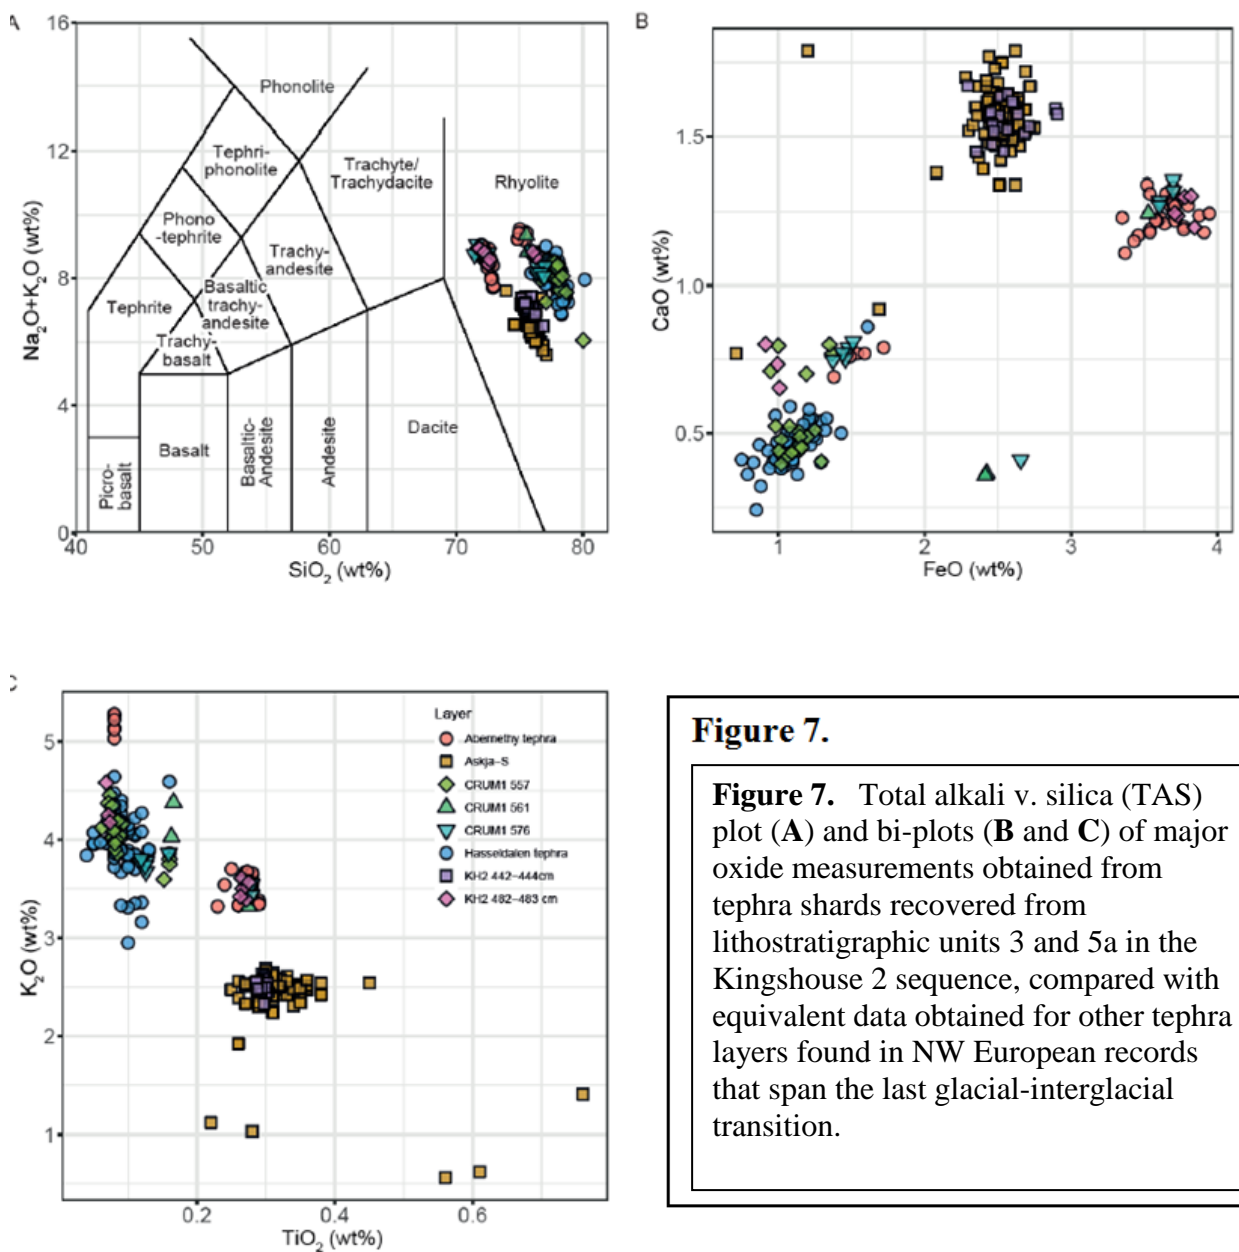 A
16
12
8
4
0
Na2O+K2O (wt%)
Phonolite
Tephri-
phonolite
Trachyte/
Trachydacite
Rhyolite
Phono
-tephrite
Trachy-
andesite
Tephrite
Basaltic
trachy-
andesite
Trachy-
basalt
Picro-
basalt
Basalt
Basaltic-
Andesite
Andesite
Dacite
40 50 60 70 80
SiO2 (wt%)
B
1.5
1.0
0.5
CaO (wt%)
1 2 3 4
FeO (wt%)
C
5
4
3
2
1
K2O (wt%)
0.2 0.4 0.6
TiO2 (wt%)
Layer
Abernethy tephra
Askja-S
CRUM1 557
CRUM1 561
CRUM1 576
Hasseldalen tephra
KH2 442-444cm
KH2 482-483 cm
Figure 7.
Figure 7. Total alkali v. silica (TAS)
plot (A) and bi-plots (B and C) of major
oxide measurements obtained from
tephra shards recovered from
lithostratigraphic units 3 and 5a in the
Kingshouse 2 sequence, compared with
equivalent data obtained for other tephra
layers found in NW European records
that span the last glacial-interglacial
transition.